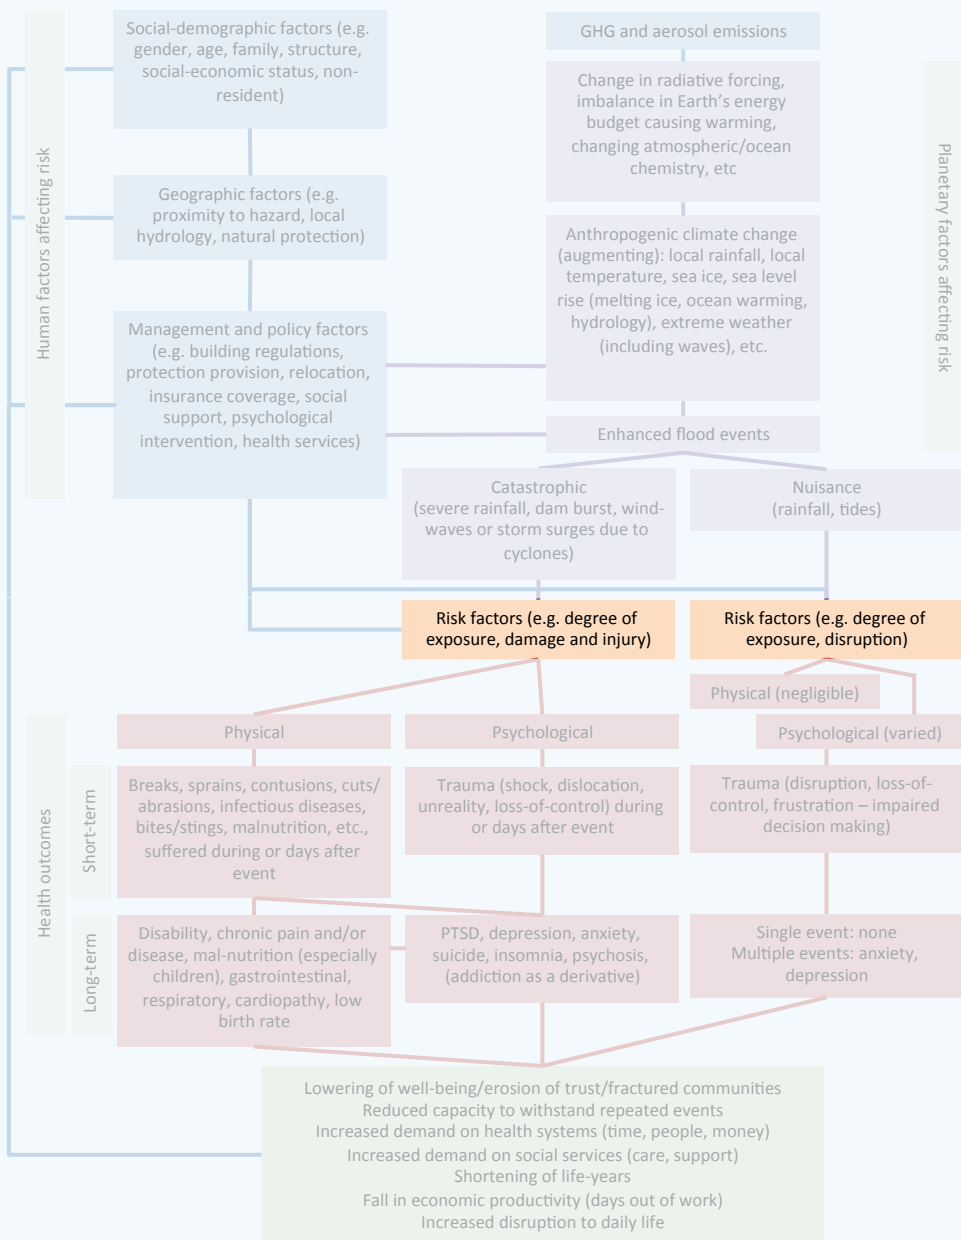 Social-demographic factors (e.g.
gender, age, family, structure,
social-economic status, non-
resident)
GHG and aerosol emissions
Change in radiative forcing,
imbalance in Earth's energy
budget causing warming,
changing atmospheric/ocean
chemistry, etc
Human factors affecting risk
Planetary factors affecting risk
Geographic factors (e.g.
proximity to hazard, local
hydrology, natural protection)
Anthropogenic climate change
(augmenting): local rainfall, local
temperature, sea ice, sea level
rise (melting ice, ocean warming,
hydrology), extreme weather
(including waves), etc.
Management and policy factors
(e.g. building regulations,
protection provision, relocation,
insurance coverage, social
support, psychological
intervention, health services)
Enhanced flood events
Catastrophic
(severe rainfall, dam burst, wind-
waves or storm surges due to
cyclones)
Nuisance
(rainfall, tides)
Risk factors (e.g. degree of
exposure, damage and injury)
Risk factors (e.g. degree of
exposure, disruption)
Physical (negligible)
Physical
Psychological
Psychological (varied)
Health outcomes
Short-term
Breaks, sprains, contusions, cuts/
abrasions, infectious diseases,
bites/stings, malnutrition, etc.,
suffered during or days after
event
Trauma (shock, dislocation,
unreality, loss-of-control) during
or days after event
Trauma (disruption, loss-of-
control, frustration – impaired
decision making)
Long-term
Disability, chronic pain and/or
disease, mal-nutrition (especially
children), gastrointestinal,
respiratory, cardiopathy, low
birth rate
PTSD, depression, anxiety,
suicide, insomnia, psychosis,
(addiction as a derivative)
Single event: none
Multiple events: anxiety,
depression
Lowering of well-being/erosion of trust/fractured communities
Reduced capacity to withstand repeated events
Increased demand on health systems (time, people, money)
Increased demand on social services (care, support)
Shortening of life-years
Fall in economic productivity (days out of work)
Increased disruption to daily life